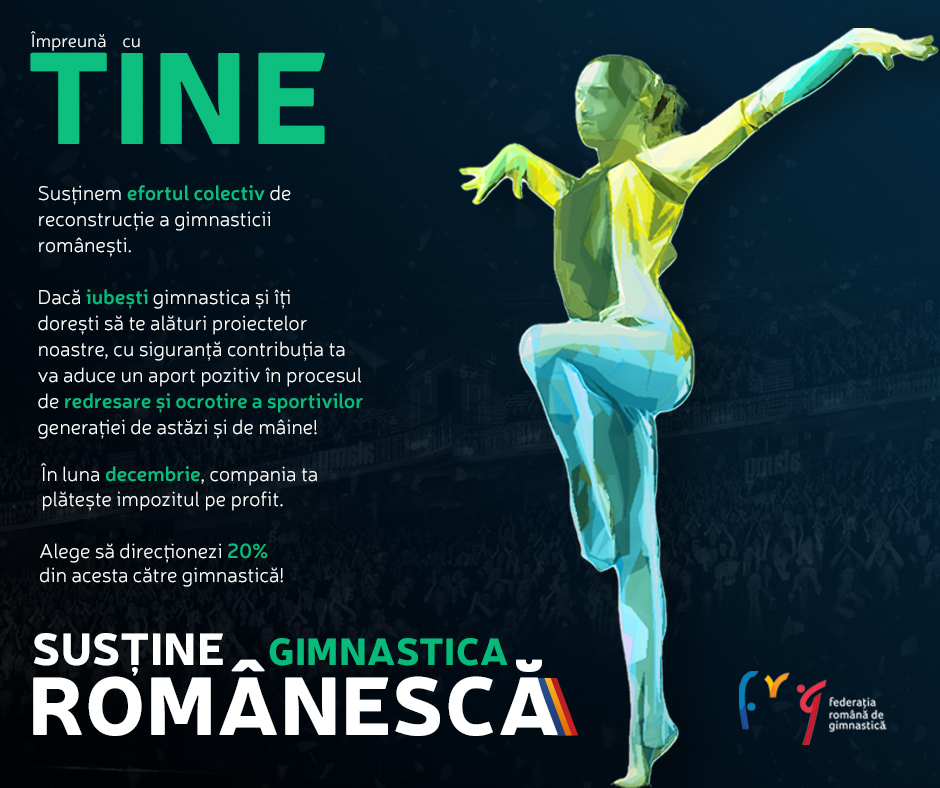 Împreună cu
TINE
Susținem efortul colectiv de
reconstrucție a gimnasticii
românești.
Dacă iubești gimnastica și îți
dorești să te alături proiectelor
noastre, cu siguranță contribuția ta
va aduce un aport pozitiv în procesul
de redresare și ocrotire a sportivilor
generației de astăzi și de mâine!
În luna decembrie, compania ta
plătește impozitul pe profit.
Alege să direcționezi 20%
din acesta către gimnastică!
SUSȚINE GIMNASTICA
ROMÂNESCĂ
frg
federația
română de
gimnastică